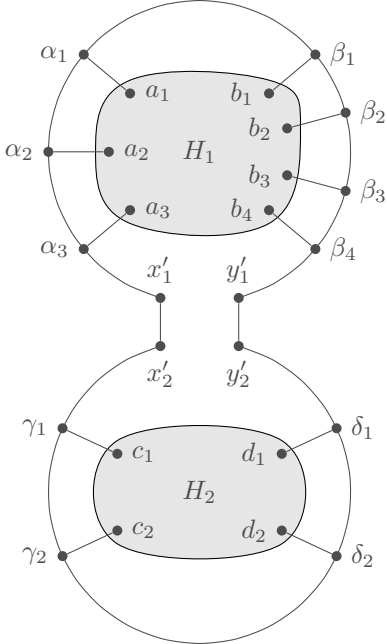 α₁ β₁
a₁ b₁
β₂
b₂
α₂ a₂ H₁
b₃
β₃
a₃ b₄
α₃ β₄
x′₁ y′₁
x′₂ y′₂
γ₁ δ₁
c₁ d₁
H₂
c₂ d₂
γ₂ δ₂